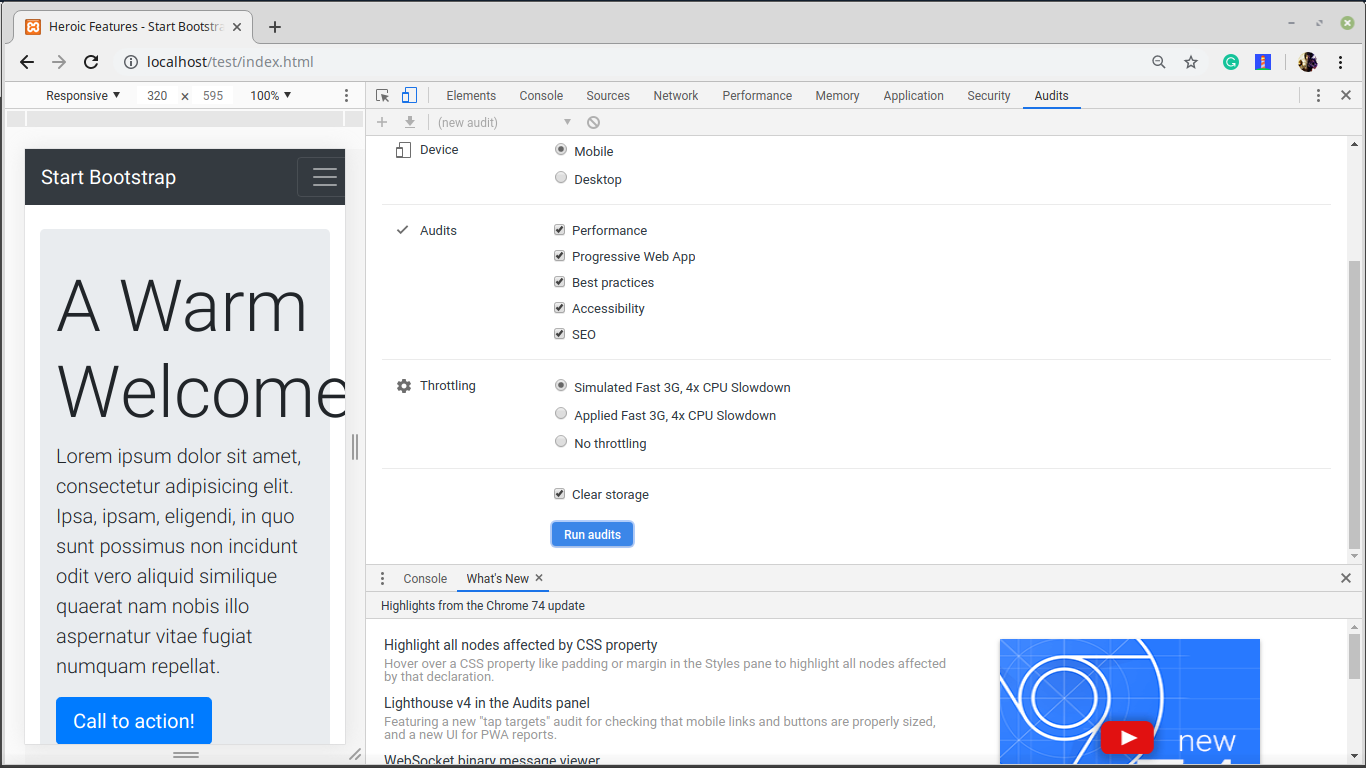 Heroic Features - Start Bootstra
localhost/test/index.html
Responsive 320 x 595 100%
Elements Console Sources Network Performance Memory Application Security Audits
(new audit)
Start Bootstrap
A Warm
Welcome
Lorem ipsum dolor sit amet,
consectetur adipisicing elit.
Ipsa, ipsam, eligendi, in quo
sunt possimus non incidunt
odit vero aliquid similique
quaerat nam nobis illo
aspernatur vitae fugiat
numquam repellat.
Call to action!
Device
Mobile
Desktop
Audits
Performance
Progressive Web App
Best practices
Accessibility
SEO
Throttling
Simulated Fast 3G, 4x CPU Slowdown
Applied Fast 3G, 4x CPU Slowdown
No throttling
Clear storage
Run audits
Console What's New
Highlights from the Chrome 74 update
Highlight all nodes affected by CSS property
Hover over a CSS property like padding or margin in the Styles pane to highlight all nodes affected
by that declaration.
Lighthouse v4 in the Audits panel
Featuring a new "tap targets" audit for checking that mobile links and buttons are properly sized,
and a new UI for PWA reports.
WebSocket binary message viewer
new